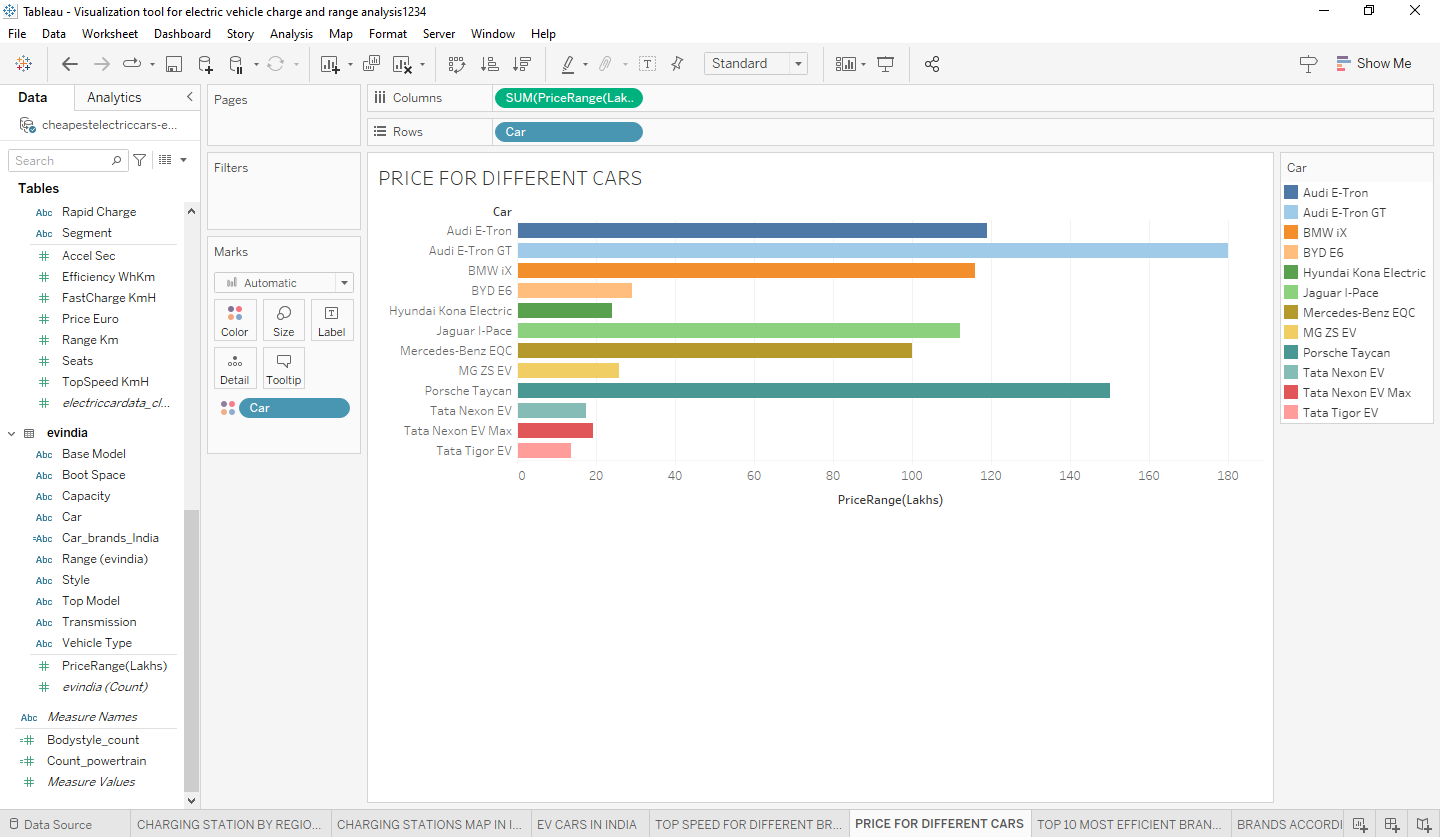 Tableau - Visualization tool for electric vehicle charge and range analysis1234
File Data Worksheet Dashboard Story Analysis Map Format Server Window Help
Standard
Show Me
Data Analytics
cheapestelectriccars-e...
Search
Tables
Abc Rapid Charge
Abc Segment
# Accel Sec
# Efficiency WhKm
# FastCharge KmH
# Price Euro
# Range Km
# Seats
# TopSpeed KmH
# electriccardata_cl...
evindia
Abc Base Model
Abc Boot Space
Abc Capacity
Abc Car
=Abc Car_brands_India
Abc Range (evindia)
Abc Style
Abc Top Model
Abc Transmission
Abc Vehicle Type
# PriceRange(Lakhs)
# evindia (Count)
Abc Measure Names
=# Bodystyle_count
=# Count_powertrain
# Measure Values
Pages
Filters
Marks
Automatic
Color Size Label
Detail Tooltip
Car
Columns SUM(PriceRange(Lak..
Rows Car
PRICE FOR DIFFERENT CARS
Car
Audi E-Tron
Audi E-Tron GT
BMW iX
BYD E6
Hyundai Kona Electric
Jaguar I-Pace
Mercedes-Benz EQC
MG ZS EV
Porsche Taycan
Tata Nexon EV
Tata Nexon EV Max
Tata Tigor EV
0 20 40 60 80 100 120 140 160 180
PriceRange(Lakhs)
Car
Audi E-Tron
Audi E-Tron GT
BMW iX
BYD E6
Hyundai Kona Electric
Jaguar I-Pace
Mercedes-Benz EQC
MG ZS EV
Porsche Taycan
Tata Nexon EV
Tata Nexon EV Max
Tata Tigor EV
Data Source CHARGING STATION BY REGIO... CHARGING STATIONS MAP IN I... EV CARS IN INDIA TOP SPEED FOR DIFFERENT BR... PRICE FOR DIFFERENT CARS TOP 10 MOST EFFICIENT BRAN... BRANDS ACCORDI